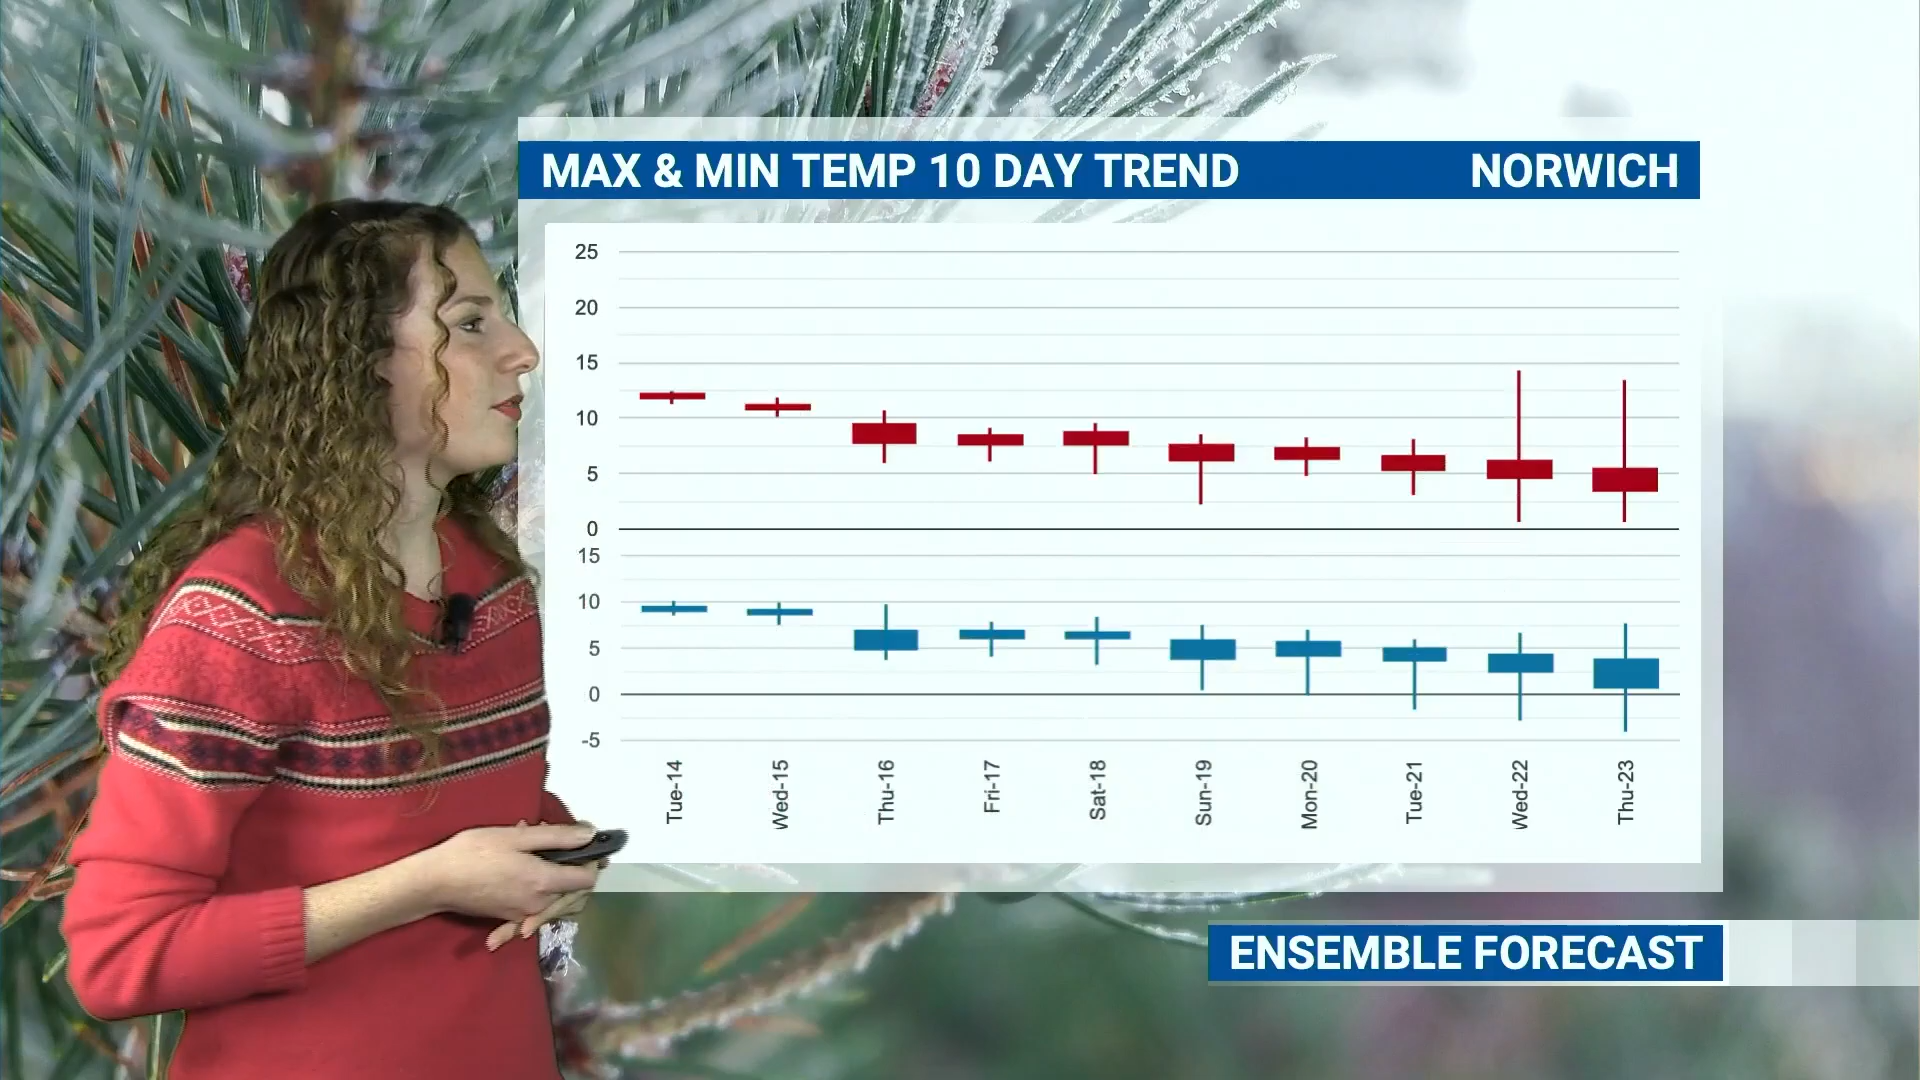 MAX & MIN TEMP 10 DAY TREND NORWICH
25
20
15
10
5
0
15
10
5
0
-5
Tue-14
Wed-15
Thu-16
Fri-17
Sat-18
Sun-19
Mon-20
Tue-21
Wed-22
Thu-23
ENSEMBLE FORECAST